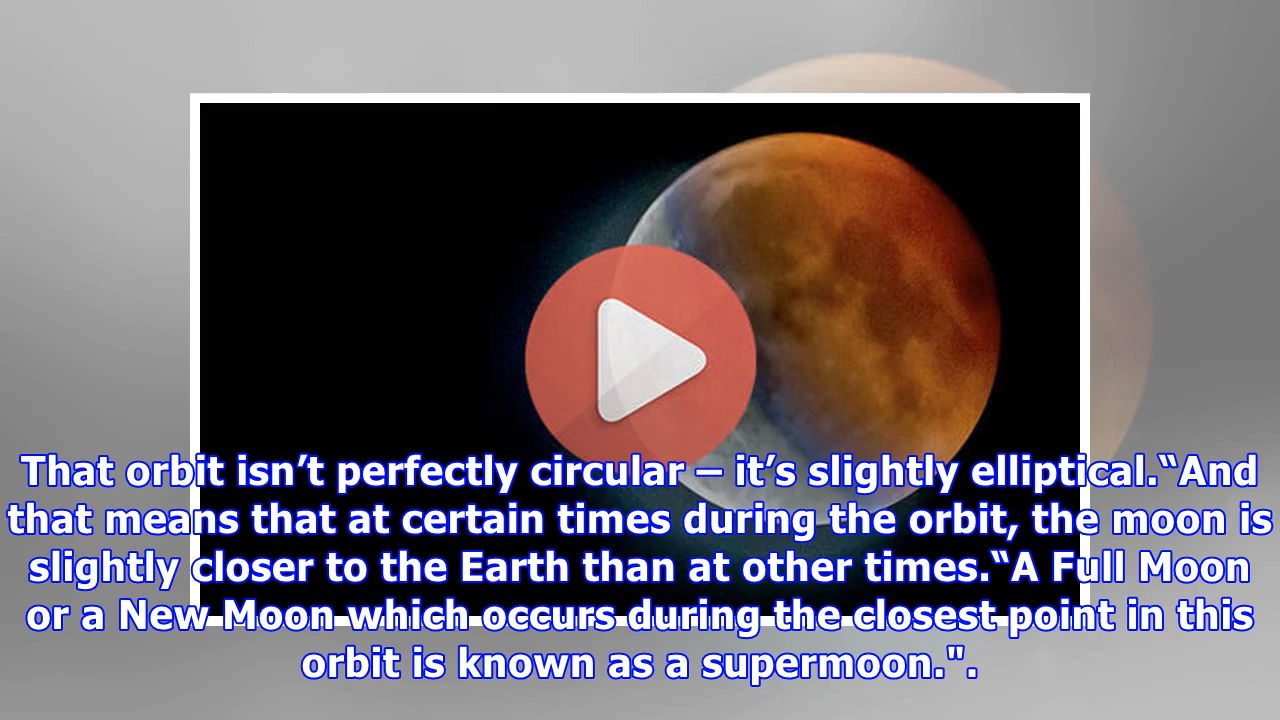 That orbit isn’t perfectly circular – it’s slightly elliptical.“And
that means that at certain times during the orbit, the moon is
slightly closer to the Earth than at other times.“A Full Moon
or a New Moon which occurs during the closest point in this
orbit is known as a supermoon.".